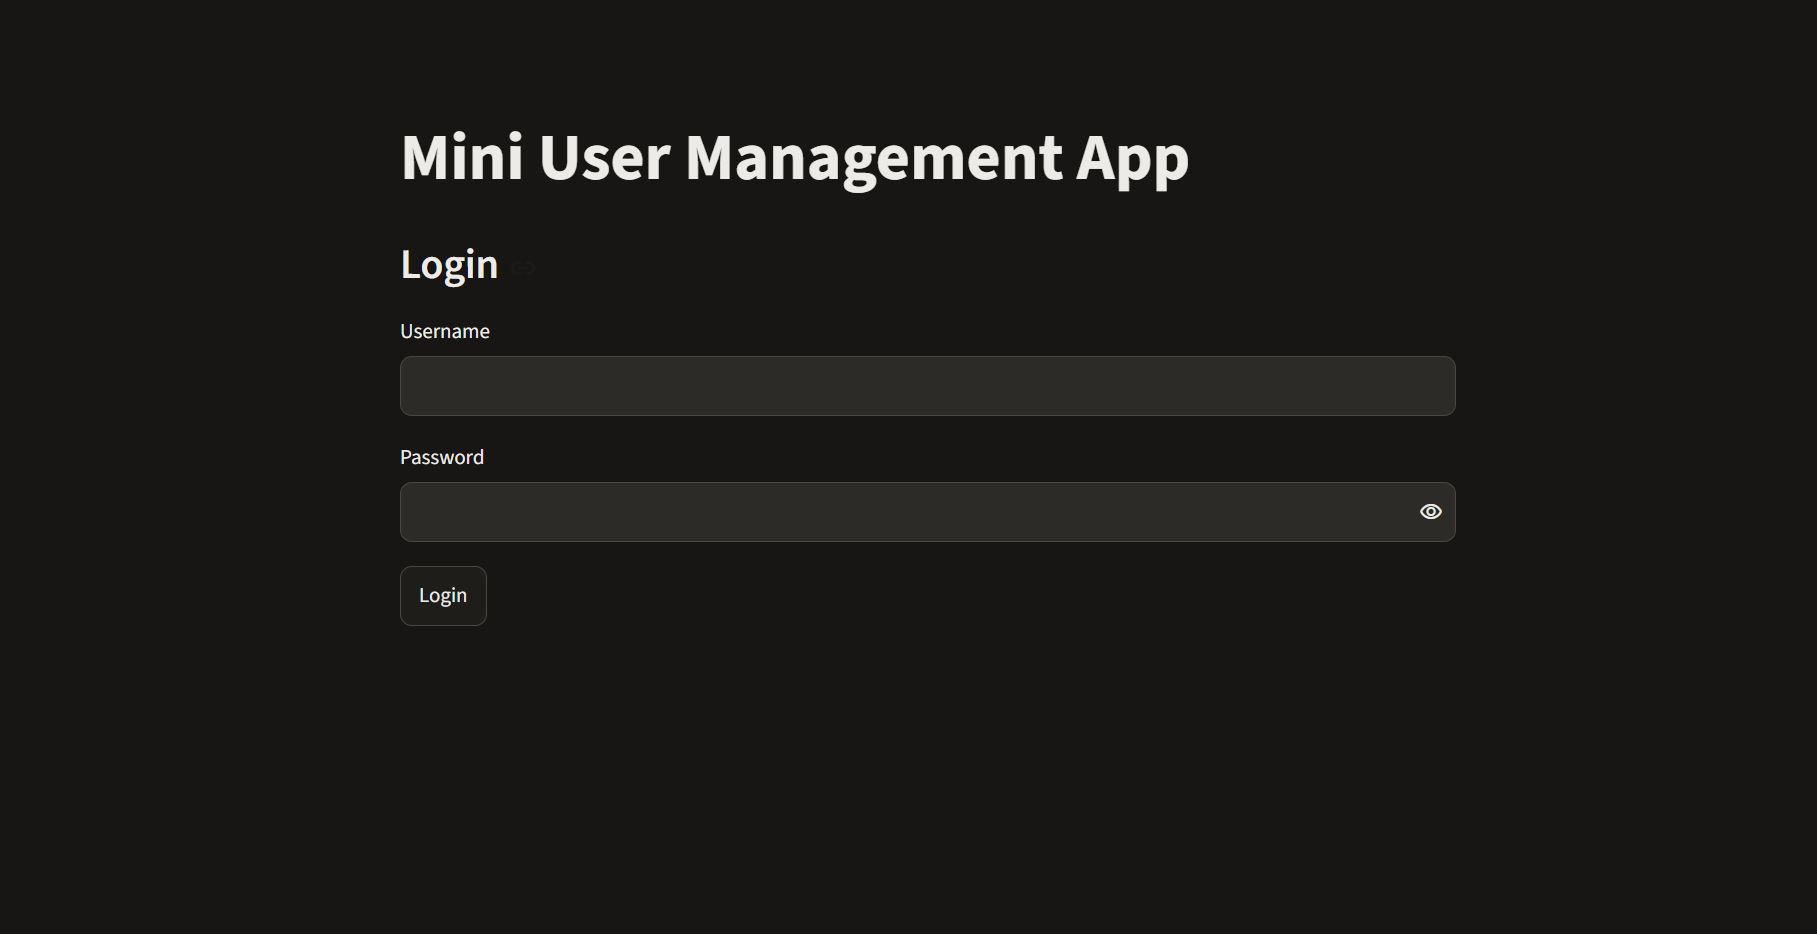 Mini User Management App
Login
Username
Password
Login